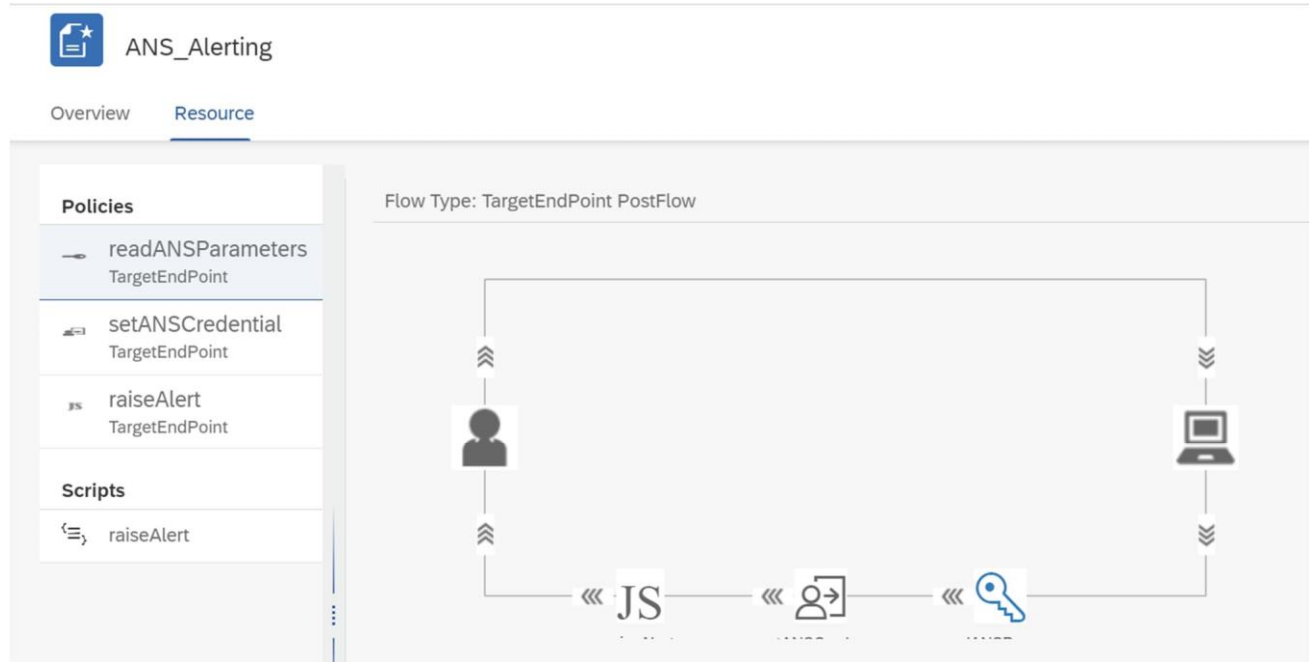 ANS_Alerting
Overview Resource
Policies
readANSParameters
TargetEndPoint
setANSCredential
TargetEndPoint
raiseAlert
TargetEndPoint
Scripts
raiseAlert
Flow Type: TargetEndPoint PostFlow
JS